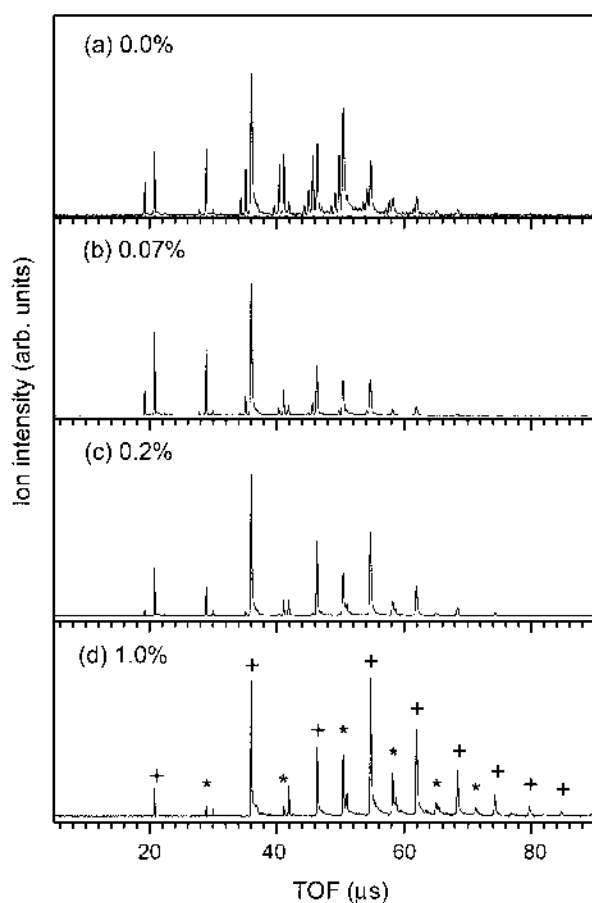 (a) 0.0%
(b) 0.07%
(c) 0.2%
(d) 1.0%
+ * + * + * + * + * + * + + +
Ion intensity (arb. units)
20 40 60 80
TOF (μs)